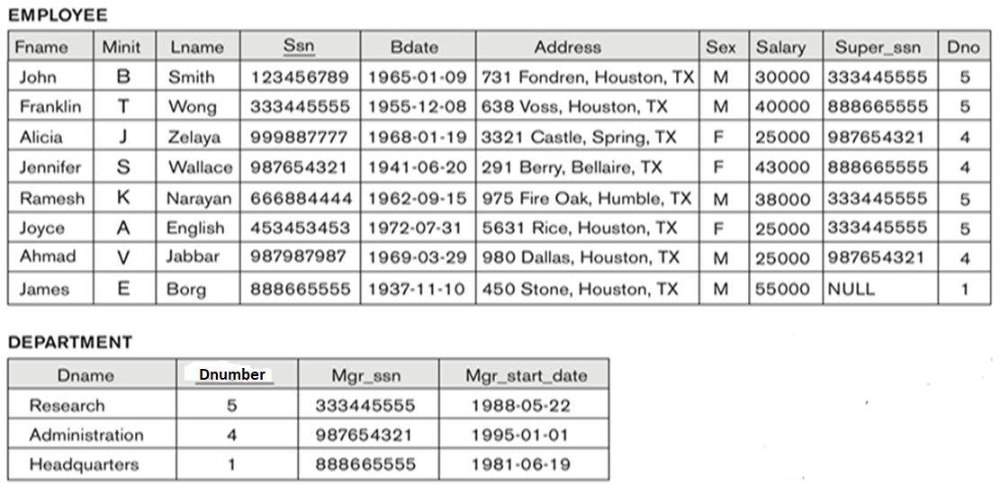 EMPLOYEE
Fname Minit Lname Ssn Bdate Address Sex Salary Super_ssn Dno
John B Smith 123456789 1965-01-09 731 Fondren, Houston, TX M 30000 333445555 5
Franklin T Wong 333445555 1955-12-08 638 Voss, Houston, TX M 40000 888665555 5
Alicia J Zelaya 999887777 1968-01-19 3321 Castle, Spring, TX F 25000 987654321 4
Jennifer S Wallace 987654321 1941-06-20 291 Berry, Bellaire, TX F 43000 888665555 4
Ramesh K Narayan 666884444 1962-09-15 975 Fire Oak, Humble, TX M 38000 333445555 5
Joyce A English 453453453 1972-07-31 5631 Rice, Houston, TX F 25000 333445555 5
Ahmad V Jabbar 987987987 1969-03-29 980 Dallas, Houston, TX M 25000 987654321 4
James E Borg 888665555 1937-11-10 450 Stone, Houston, TX M 55000 NULL 1
DEPARTMENT
Dname Dnumber Mgr_ssn Mgr_start_date
Research 5 333445555 1988-05-22
Administration 4 987654321 1995-01-01
Headquarters 1 888665555 1981-06-19